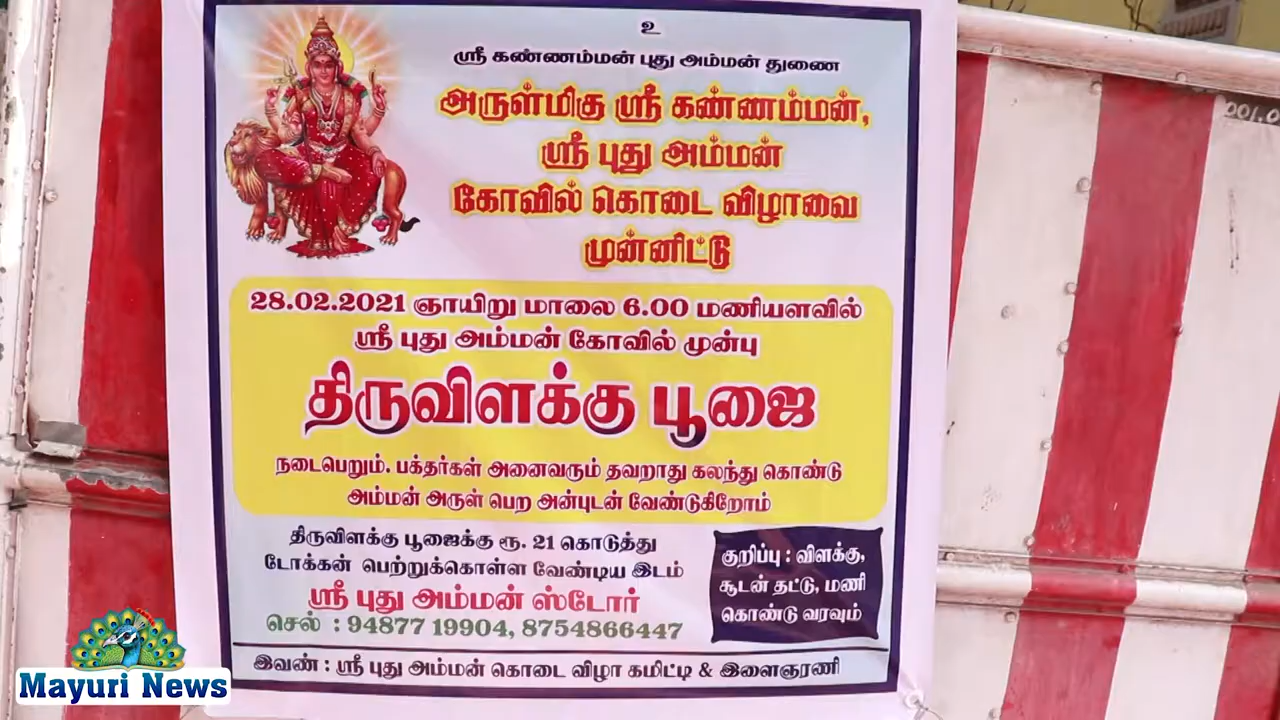 உ
ஸ்ரீ கண்ணம்மன் புது அம்மன் துணை
அருள்மிகு ஸ்ரீ கண்ணம்மன்,
ஸ்ரீ புது அம்மன்
கோவில் கொடை விழாவை
முன்னிட்டு
28.02.2021 ஞாயிறு மாலை 6.00 மணியளவில்
ஸ்ரீ புது அம்மன் கோவில் முன்பு
திருவிளக்கு பூஜை
நடைபெறும். பக்தர்கள் அனைவரும் தவறாது கலந்து கொண்டு
அம்மன் அருள் பெற அன்புடன் வேண்டுகிறோம்
திருவிளக்கு பூஜைக்கு ரூ. 21 கொடுத்து
டோக்கன் பெற்றுக்கொள்ள வேண்டிய இடம்
ஸ்ரீ புது அம்மன் ஸ்டோர்
செல் : 94877 19904, 8754866447
குறிப்பு : விளக்கு,
சூடன் தட்டு, மணி
கொண்டு வரவும்
இவண் : ஸ்ரீ புது அம்மன் கொடை விழா கமிட்டி & இளைஞரணி
Mayuri News